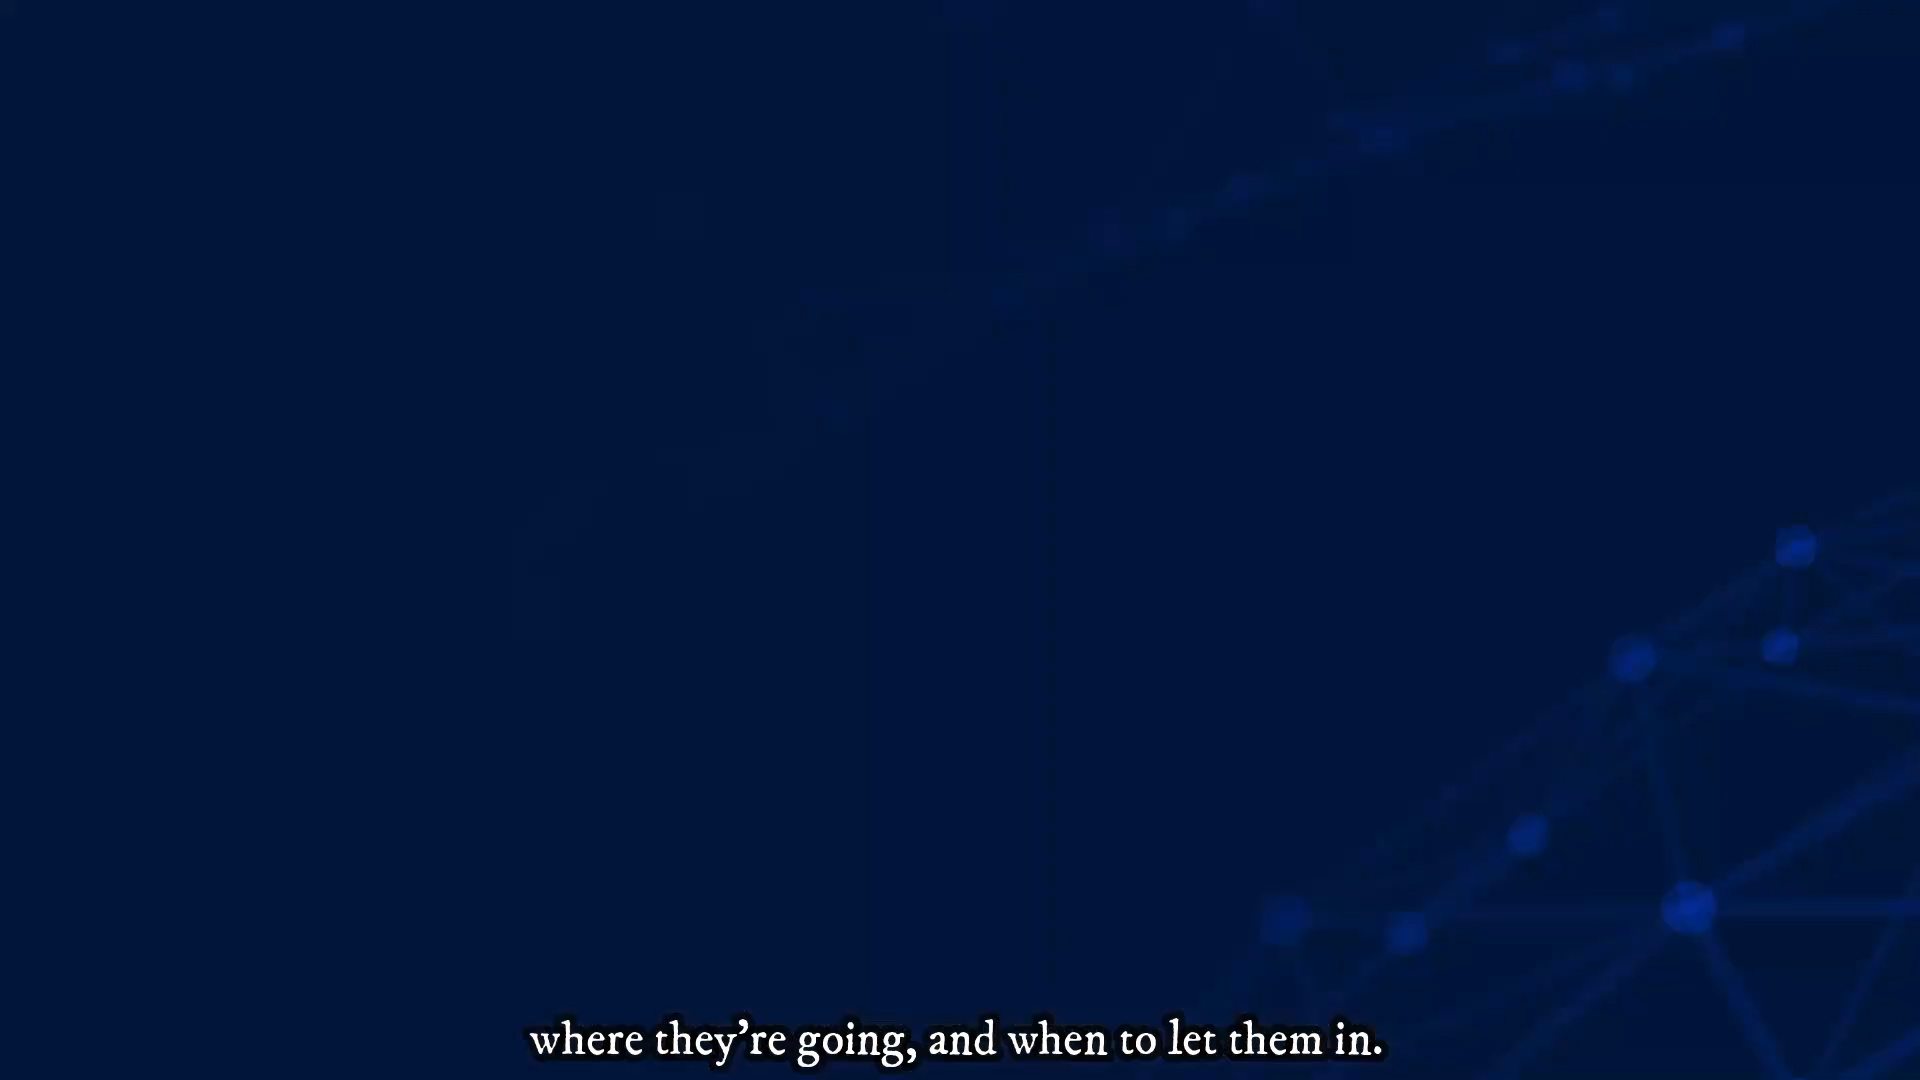 where they’re going, and when to let them in.